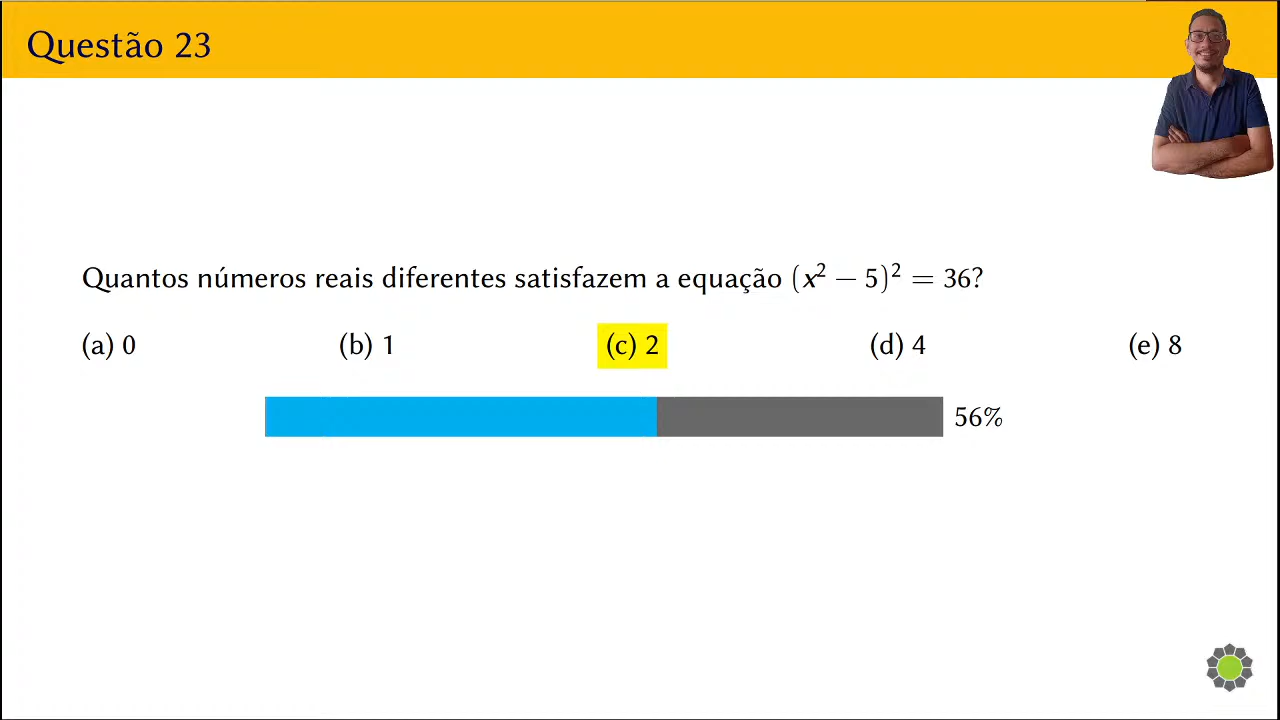 Questão 23
Quantos números reais diferentes satisfazem a equação (x² − 5)² = 36?
(a) 0 (b) 1 (c) 2 (d) 4 (e) 8
56%